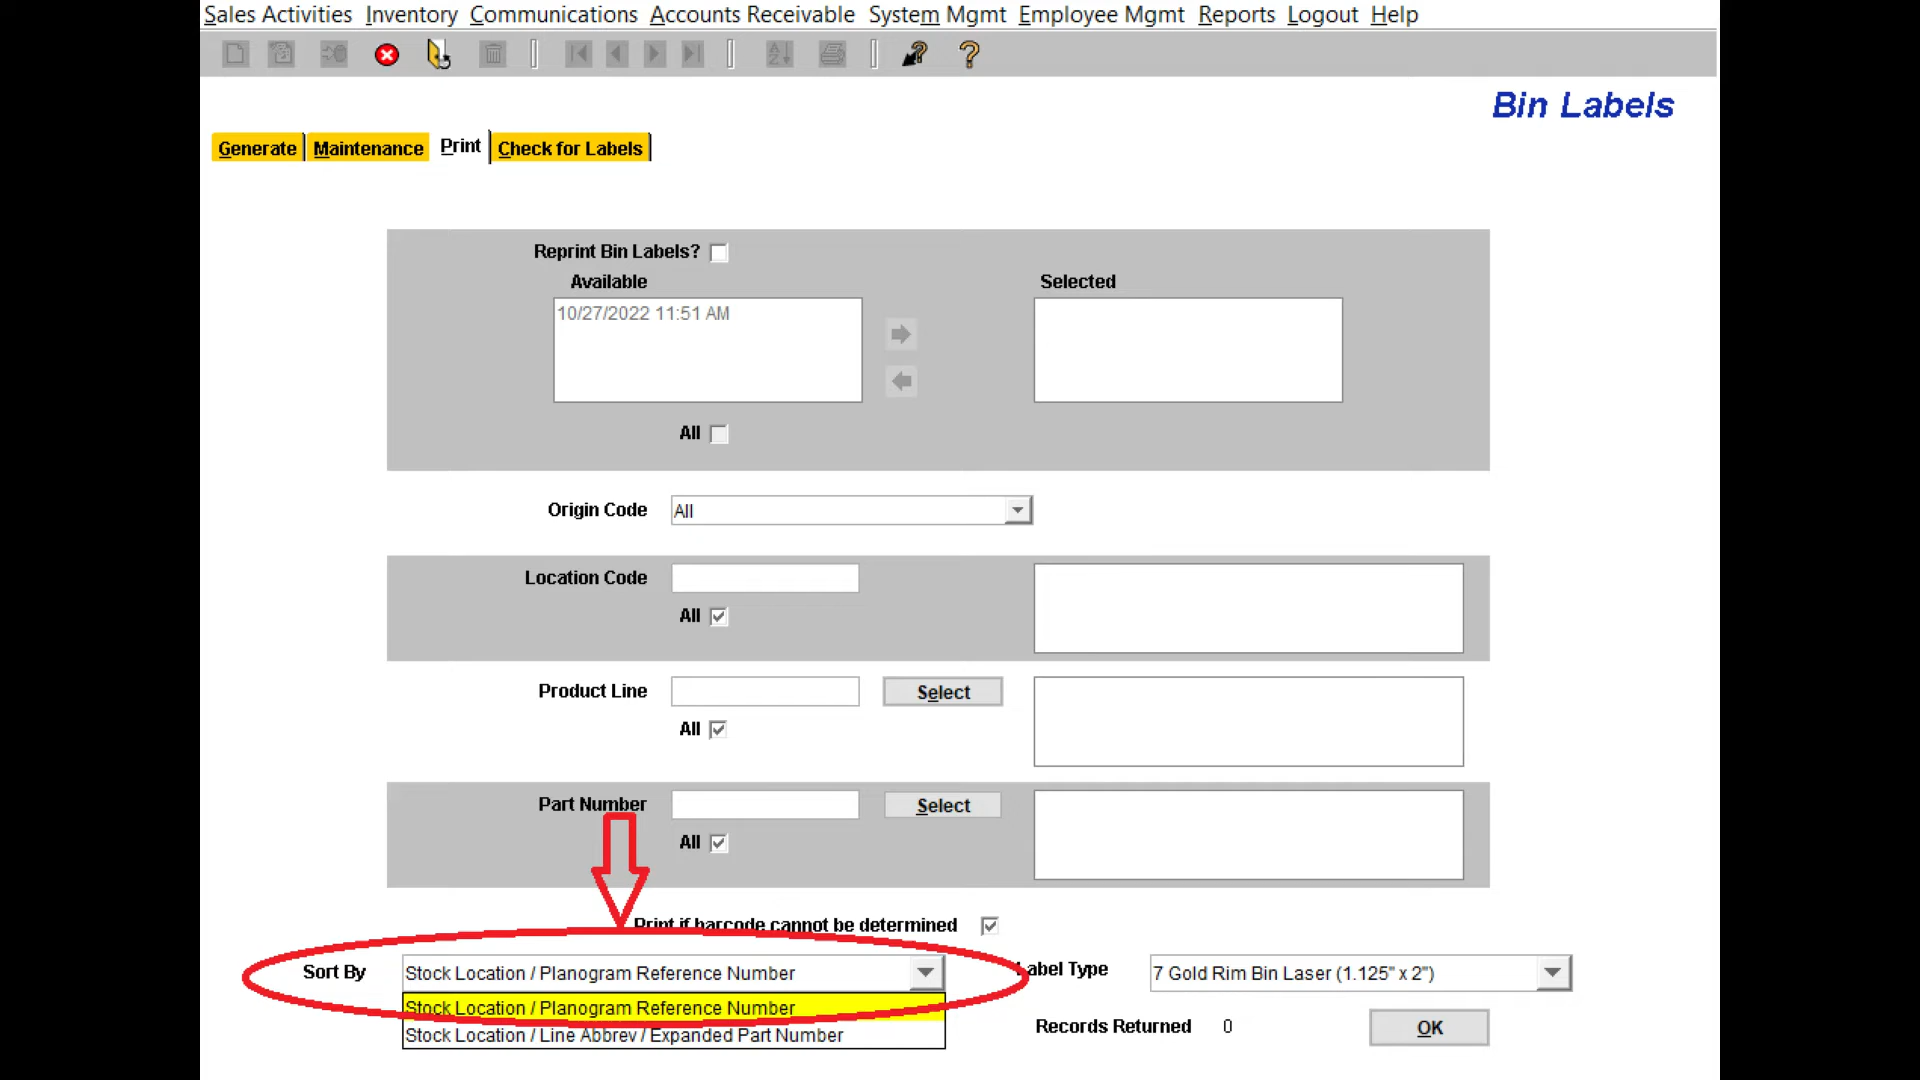 Sales Activities Inventory Communications Accounts Receivable System Mgmt Employee Mgmt Reports Logout Help
Bin Labels
Generate Maintenance Print Check for Labels
Reprint Bin Labels?
Available Selected
10/27/2022 11:51 AM
All
Origin Code All
Location Code
All
Product Line Select
All
Part Number Select
All
Print if barcode cannot be determined
Sort By Stock Location / Planogram Reference Number Label Type 7 Gold Rim Bin Laser (1.125" x 2")
Stock Location / Planogram Reference Number
Stock Location / Line Abbrev / Expanded Part Number
Records Returned 0 OK